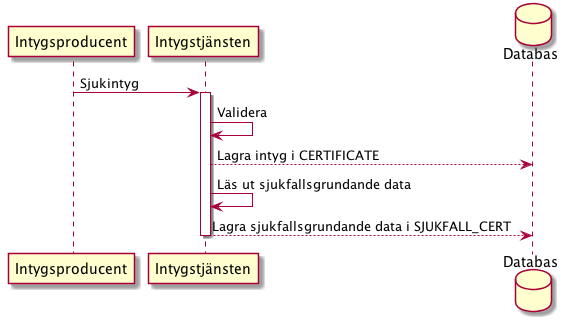 Databas
Intygsproducent
Intygstjänsten
Sjukintyg
Validera
Lagra intyg i CERTIFICATE
Läs ut sjukfallsgrundande data
Lagra sjukfallsgrundande data i SJUKFALL_CERT
Intygsproducent
Intygstjänsten
Databas